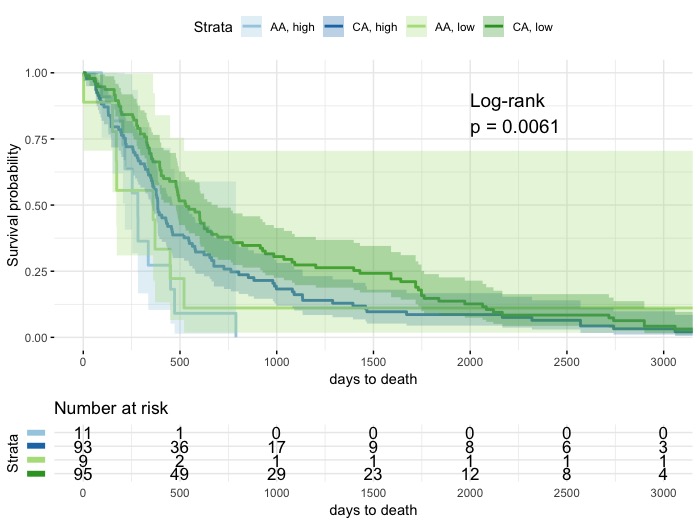 Strata AA, high CA, high AA, low CA, low
1.00
0.75
0.50
0.25
0.00
Survival probability
Log-rank
p = 0.0061
0 500 1000 1500 2000 2500 3000
days to death
Number at risk
Strata
11 1 0 0 0 0 0
93 36 17 9 8 6 3
9 2 1 1 1 1 1
95 49 29 23 12 8 4
0 500 1000 1500 2000 2500 3000
days to death